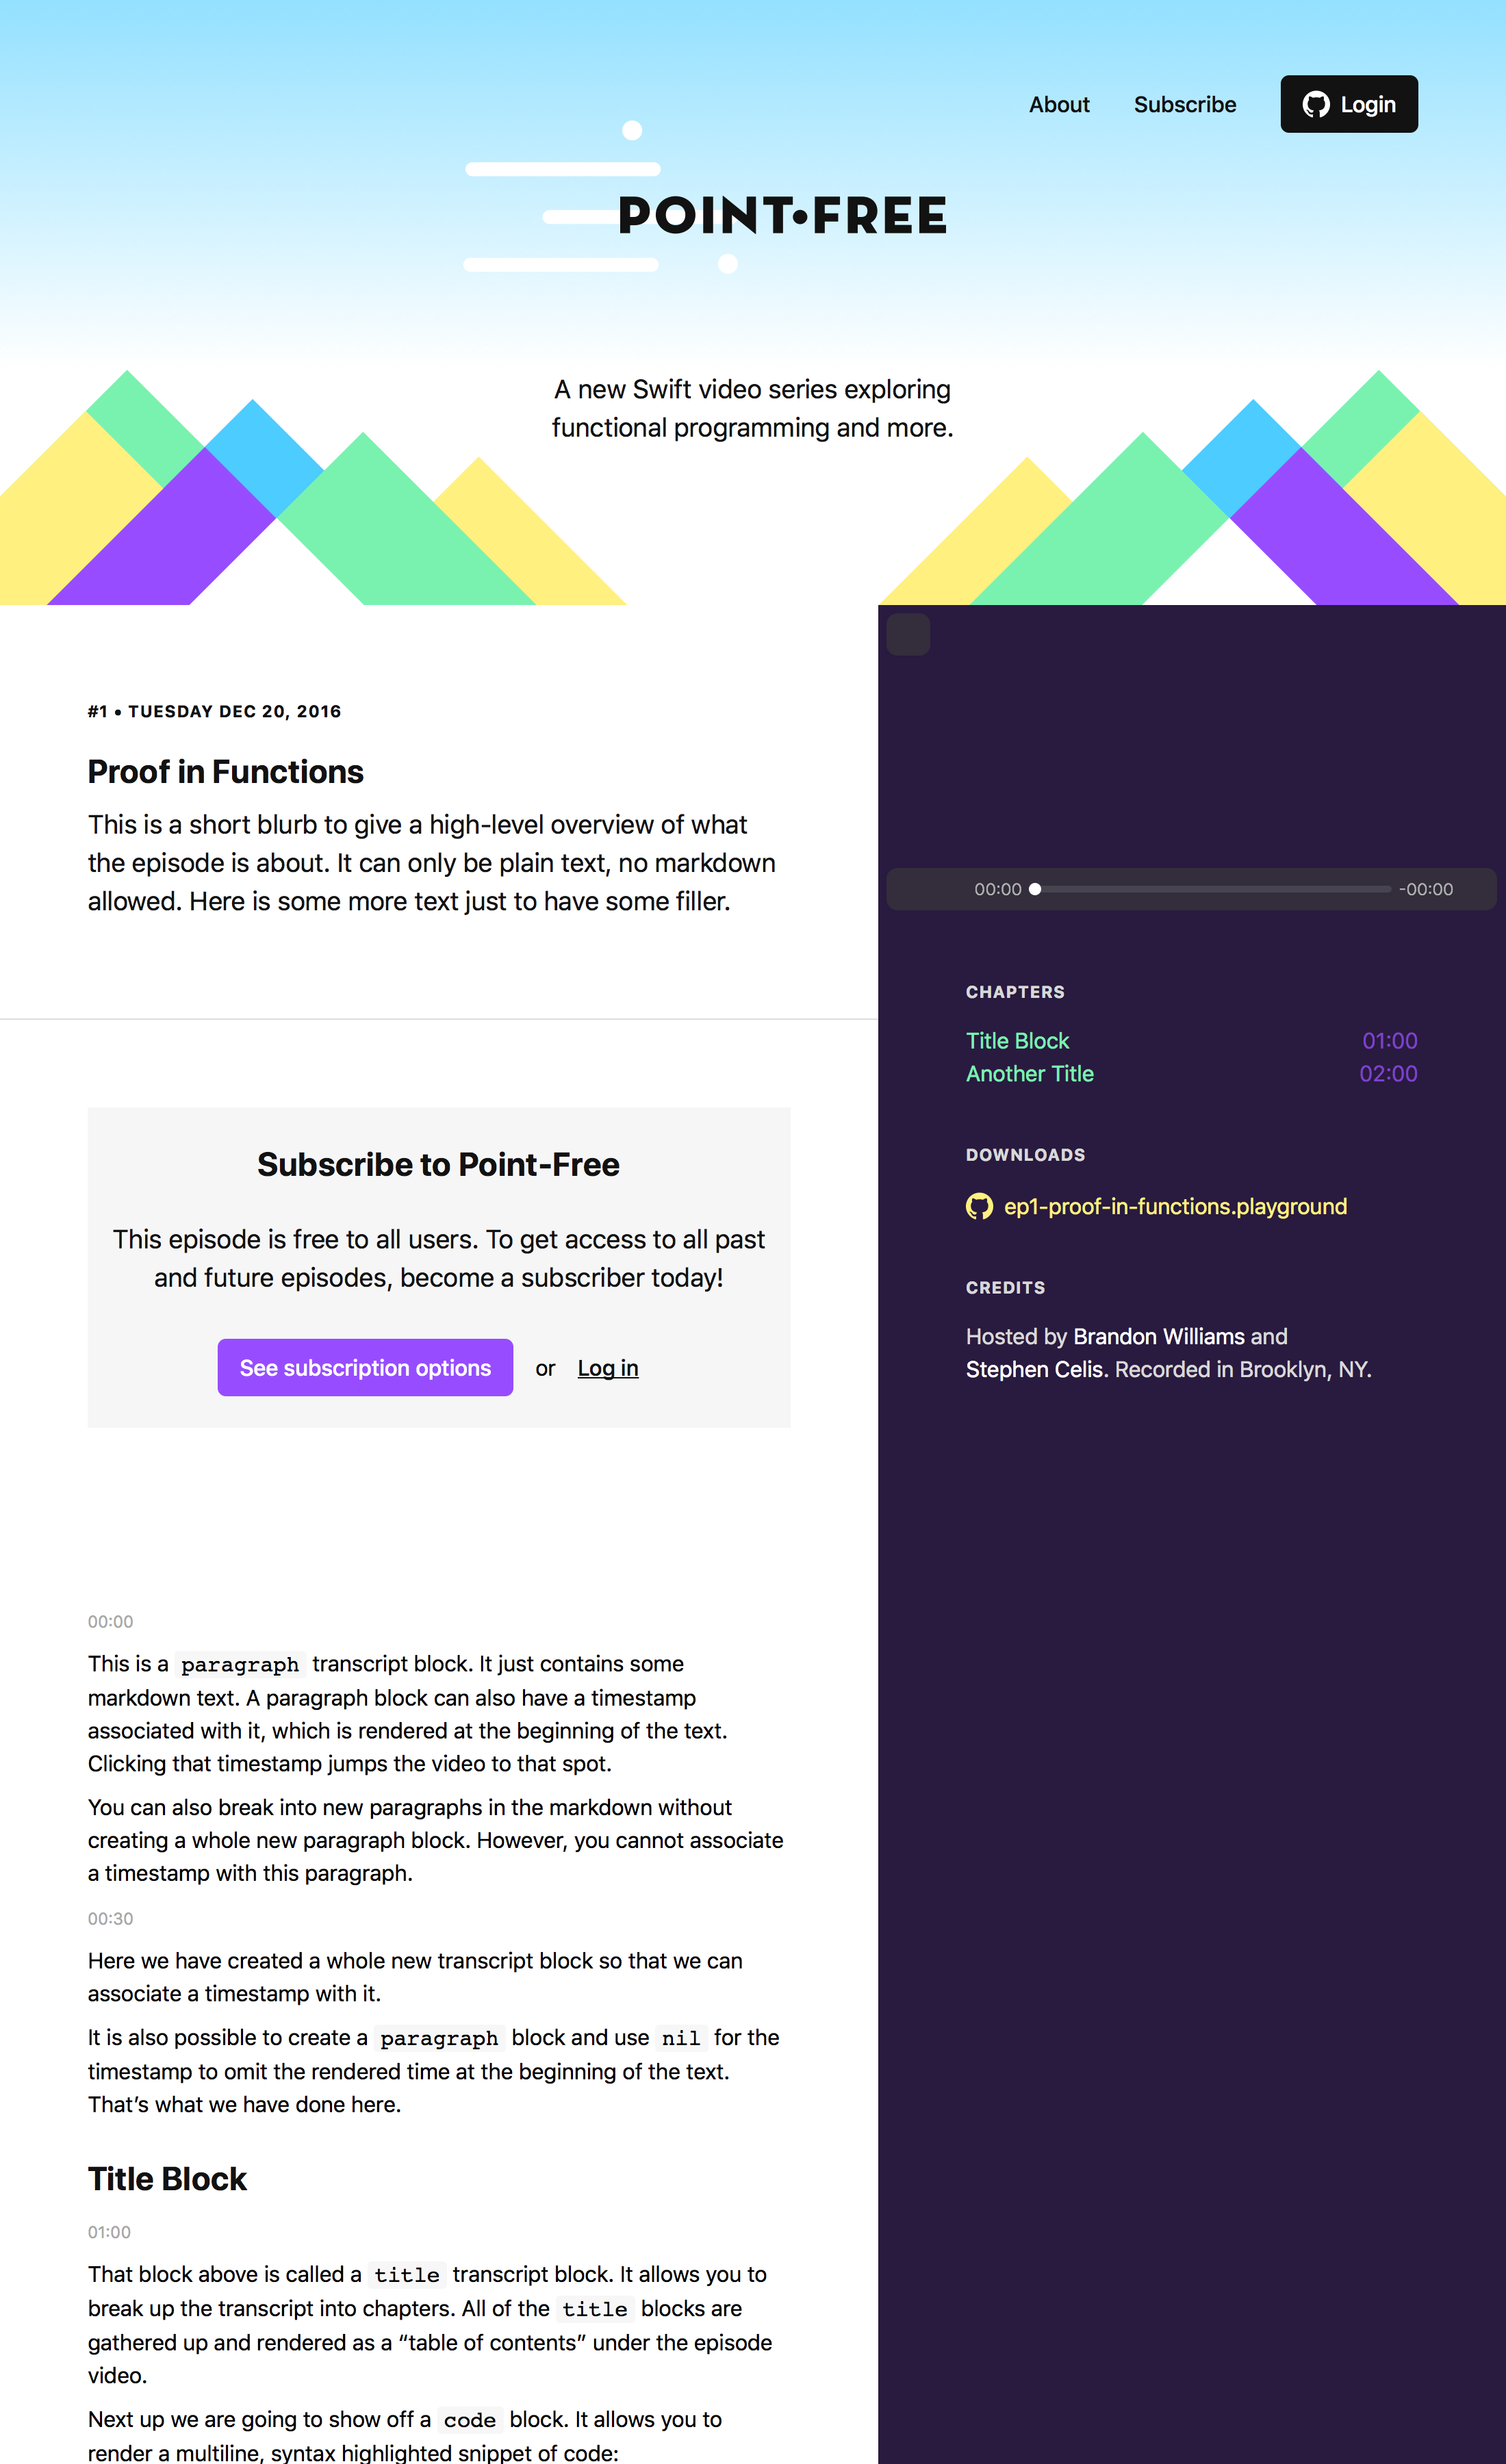 About Subscribe Login
POINT•FREE
A new Swift video series exploring
functional programming and more.
#1 • TUESDAY DEC 20, 2016
Proof in Functions
This is a short blurb to give a high-level overview of what
the episode is about. It can only be plain text, no markdown
allowed. Here is some more text just to have some filler.
Subscribe to Point-Free
This episode is free to all users. To get access to all past
and future episodes, become a subscriber today!
See subscription options or Log in
00:00
This is a paragraph transcript block. It just contains some
markdown text. A paragraph block can also have a timestamp
associated with it, which is rendered at the beginning of the text.
Clicking that timestamp jumps the video to that spot.
You can also break into new paragraphs in the markdown without
creating a whole new paragraph block. However, you cannot associate
a timestamp with this paragraph.
00:30
Here we have created a whole new transcript block so that we can
associate a timestamp with it.
It is also possible to create a paragraph block and use nil for the
timestamp to omit the rendered time at the beginning of the text.
That’s what we have done here.
Title Block
01:00
That block above is called a title transcript block. It allows you to
break up the transcript into chapters. All of the title blocks are
gathered up and rendered as a “table of contents” under the episode
video.
Next up we are going to show off a code block. It allows you to
render a multiline, syntax highlighted snippet of code:
00:00 -00:00
CHAPTERS
Title Block 01:00
Another Title 02:00
DOWNLOADS
ep1-proof-in-functions.playground
CREDITS
Hosted by Brandon Williams and
Stephen Celis. Recorded in Brooklyn, NY.